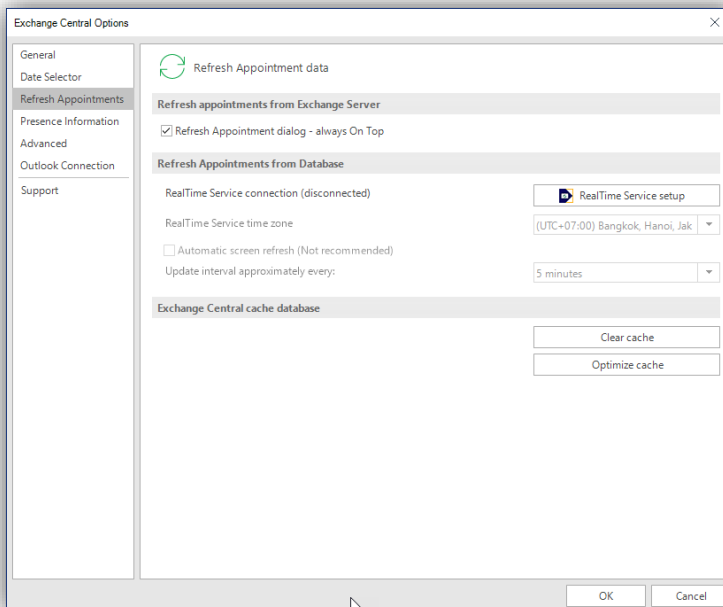 Exchange Central Options
General
Date Selector
Refresh Appointments
Presence Information
Advanced
Outlook Connection
Support
Refresh Appointment data
Refresh appointments from Exchange Server
Refresh Appointment dialog - always On Top
Refresh Appointments from Database
RealTime Service connection (disconnected)
RealTime Service setup
RealTime Service time zone
(UTC+07:00) Bangkok, Hanoi, Jak
Automatic screen refresh (Not recommended)
Update interval approximately every:
5 minutes
Exchange Central cache database
Clear cache
Optimize cache
OK
Cancel